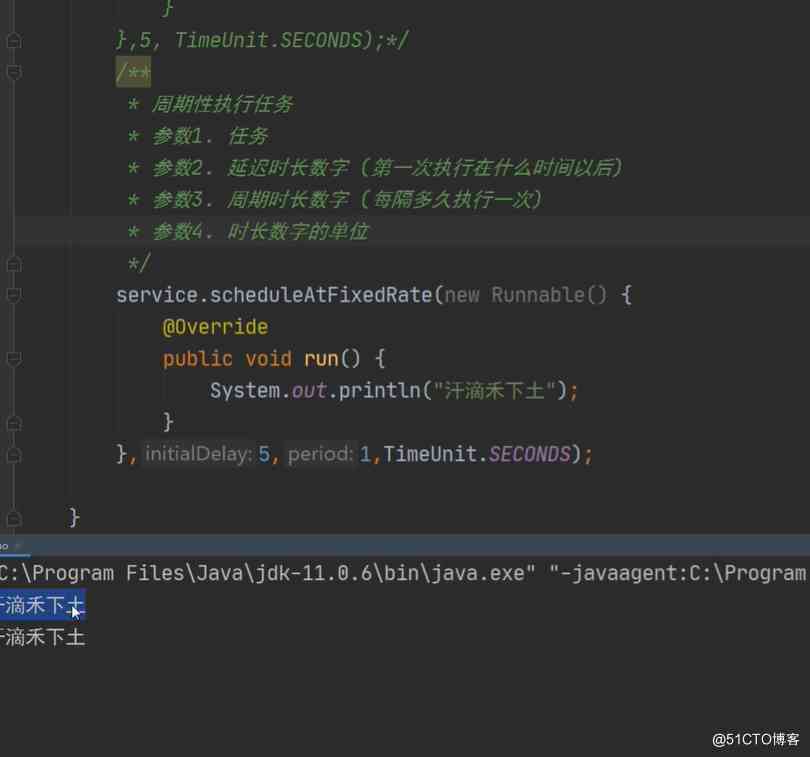 }
},5, TimeUnit.SECONDS);*/
/**
* 周期性执行任务
* 参数1. 任务
* 参数2. 延迟时长数字 (第一次执行在什么时间以后)
* 参数3. 周期时长数字 (每隔多久执行一次)
* 参数4. 时长数字的单位
*/
service.scheduleAtFixedRate(new Runnable() {
@Override
public void run() {
System.out.println("汗滴禾下土");
}
}, initialDelay: 5, period: 1,TimeUnit.SECONDS);
}
C:\Program Files\Java\jdk-11.0.6\bin\java.exe" "-javaagent:C:\Program
汗滴禾下土
汗滴禾下土
@51CTO博客